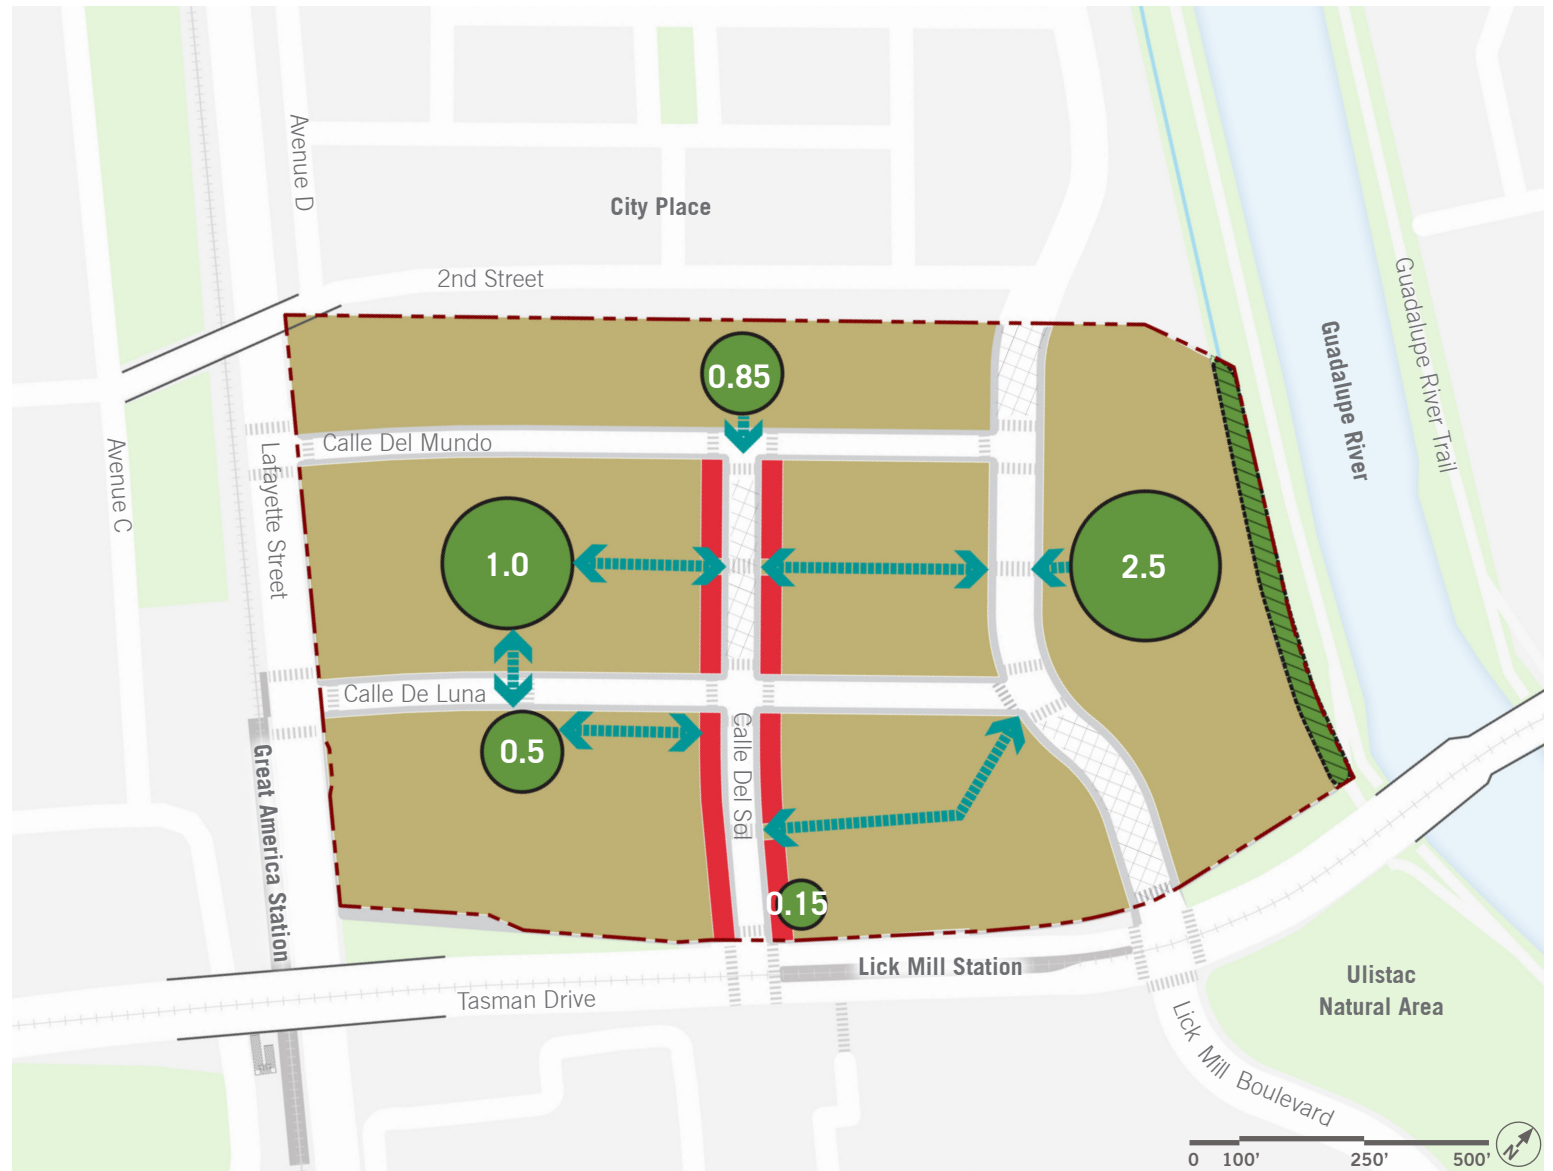 Avenue D
City Place
2nd Street
Guadalupe River Trail
Guadalupe River
0.85
Calle Del Mundo
Avenue C
Lafayette Street
1.0
2.5
Calle De Luna
0.5
Calle Del Sol
Great America Station
0.15
Lick Mill Station
Tasman Drive
Ulistac
Natural Area
Lick Mill Boulevard
0 100' 250' 500'
N